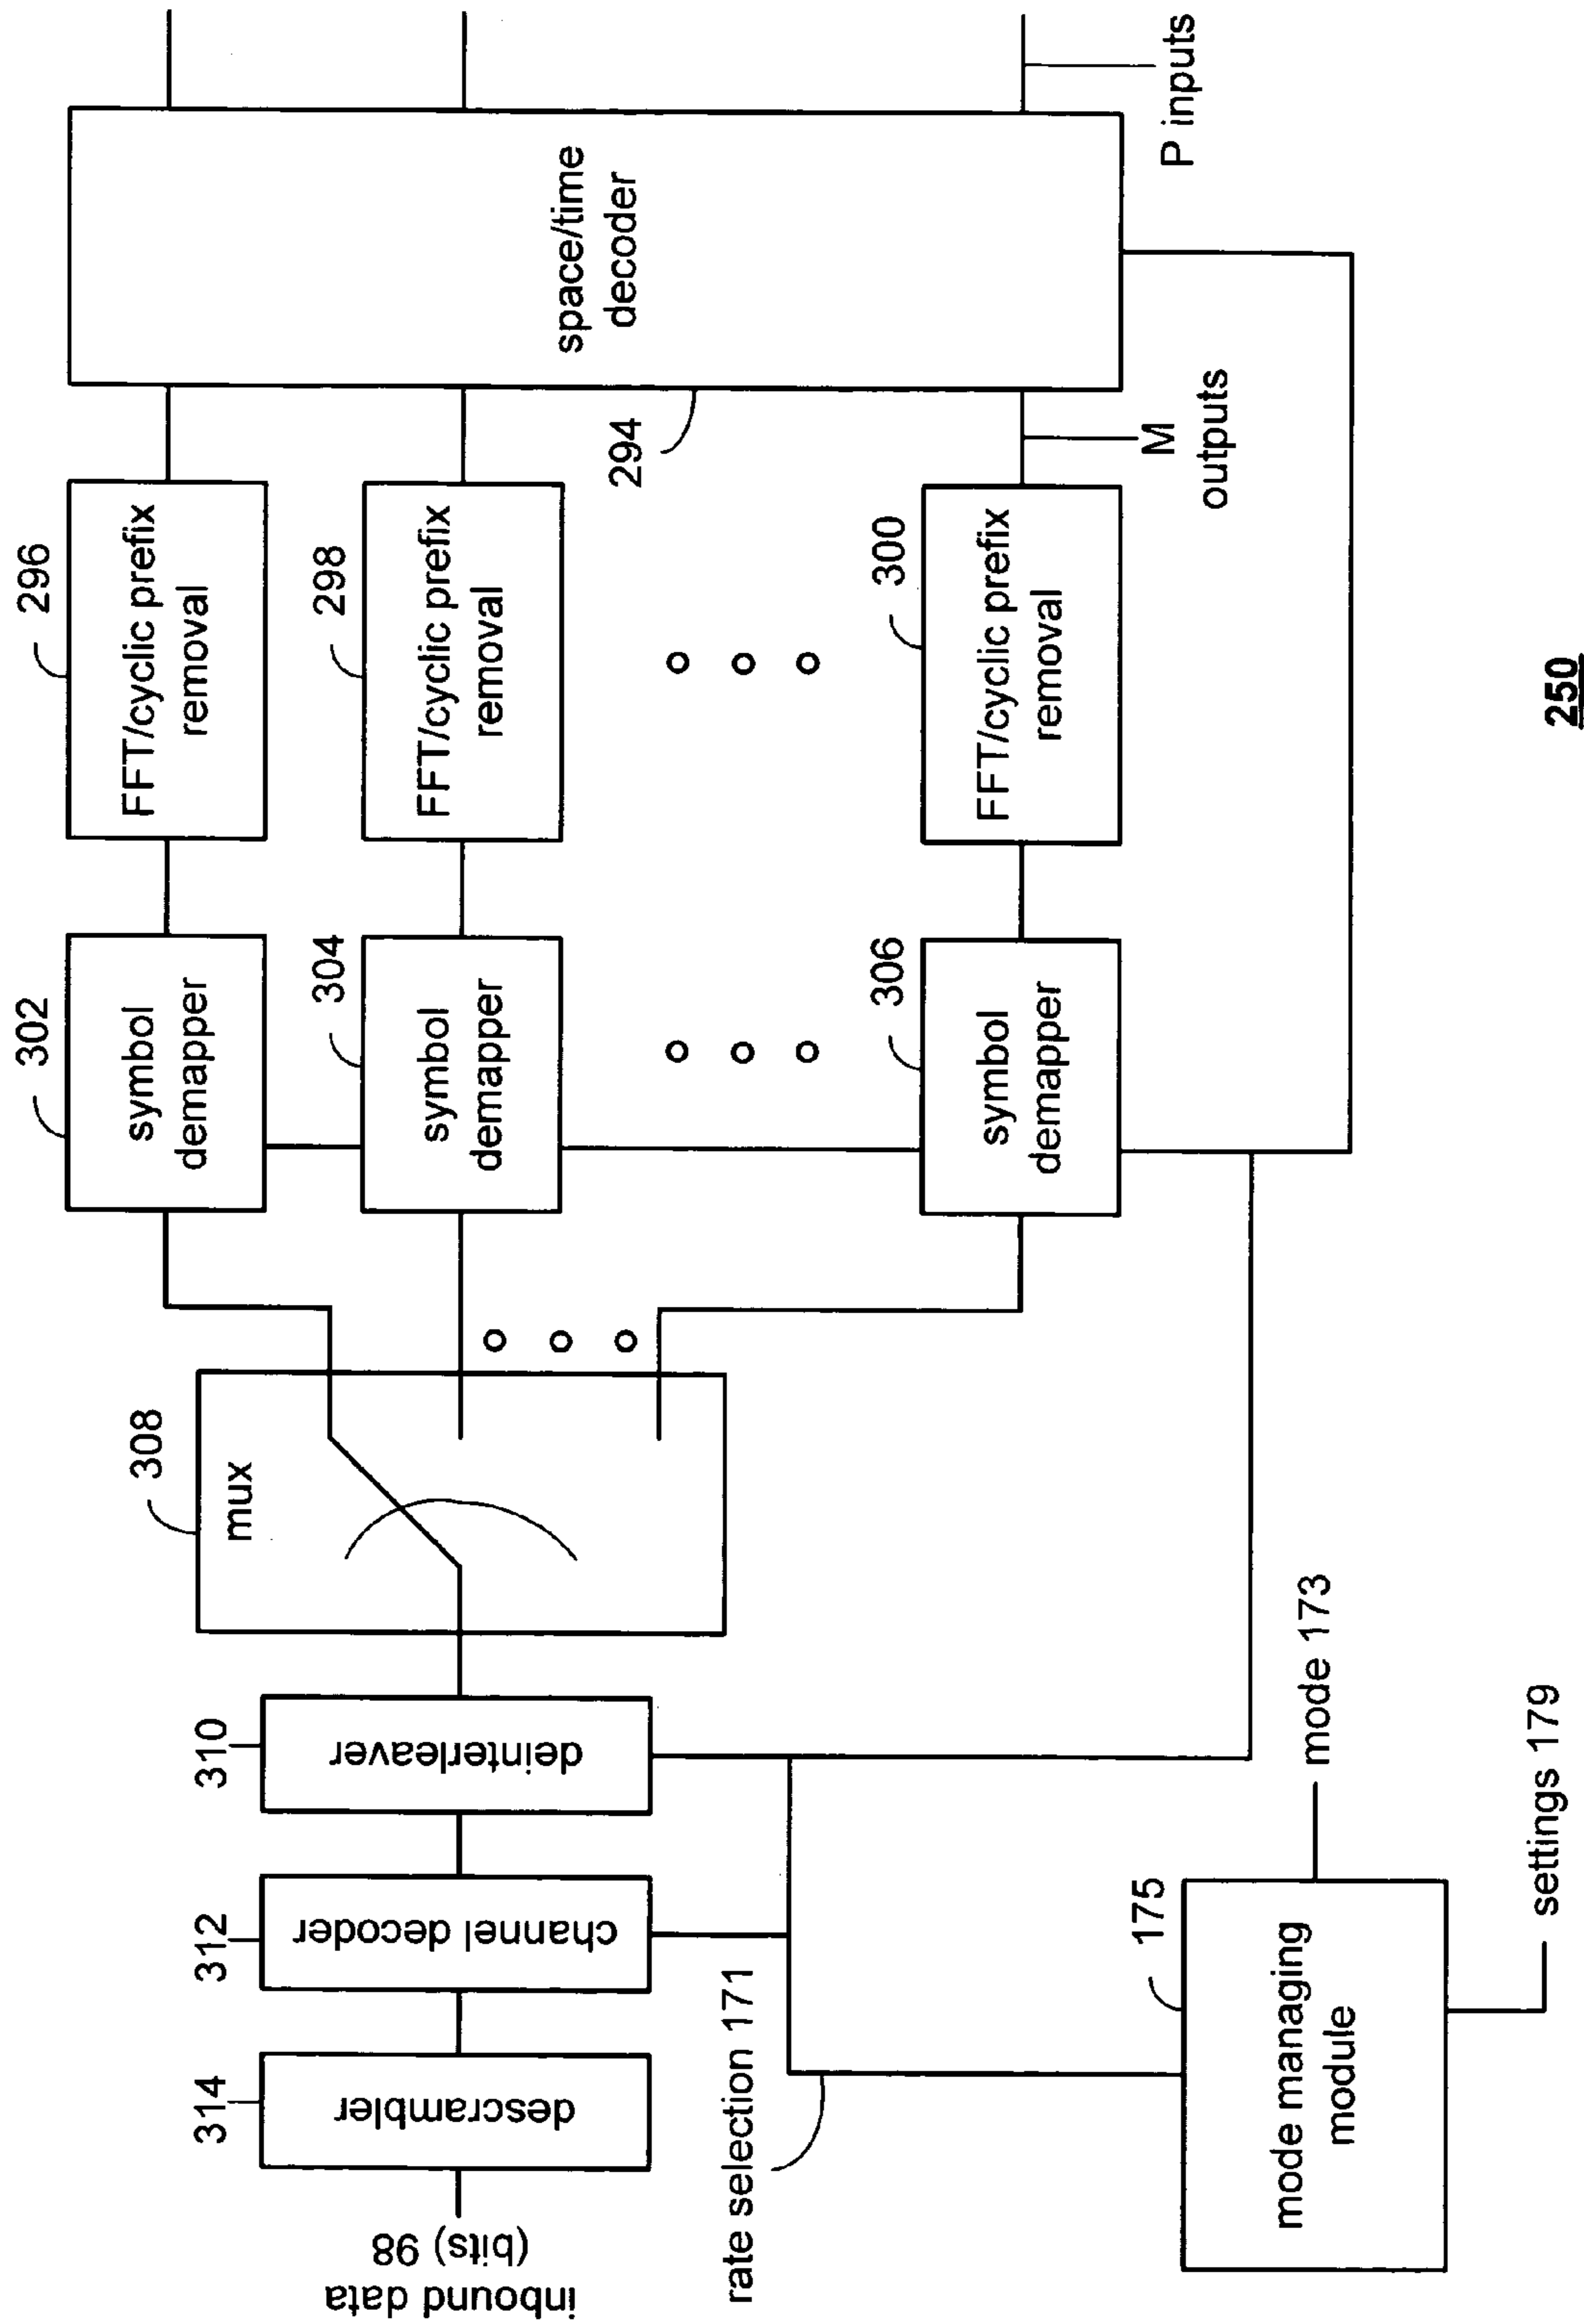 296
FFT/cyclic prefix
removal
302
symbol
demapper
308
mux
298
FFT/cyclic prefix
removal
304
symbol
demapper
space/time
decoder
294
310
deinterleaver
312
channel decoder
314
descrambler
inbound data
(bits) 98
300
FFT/cyclic prefix
removal
306
symbol
demapper
M
outputs
P inputs
rate selection 171
175
mode managing
module
mode 173
settings 179
250